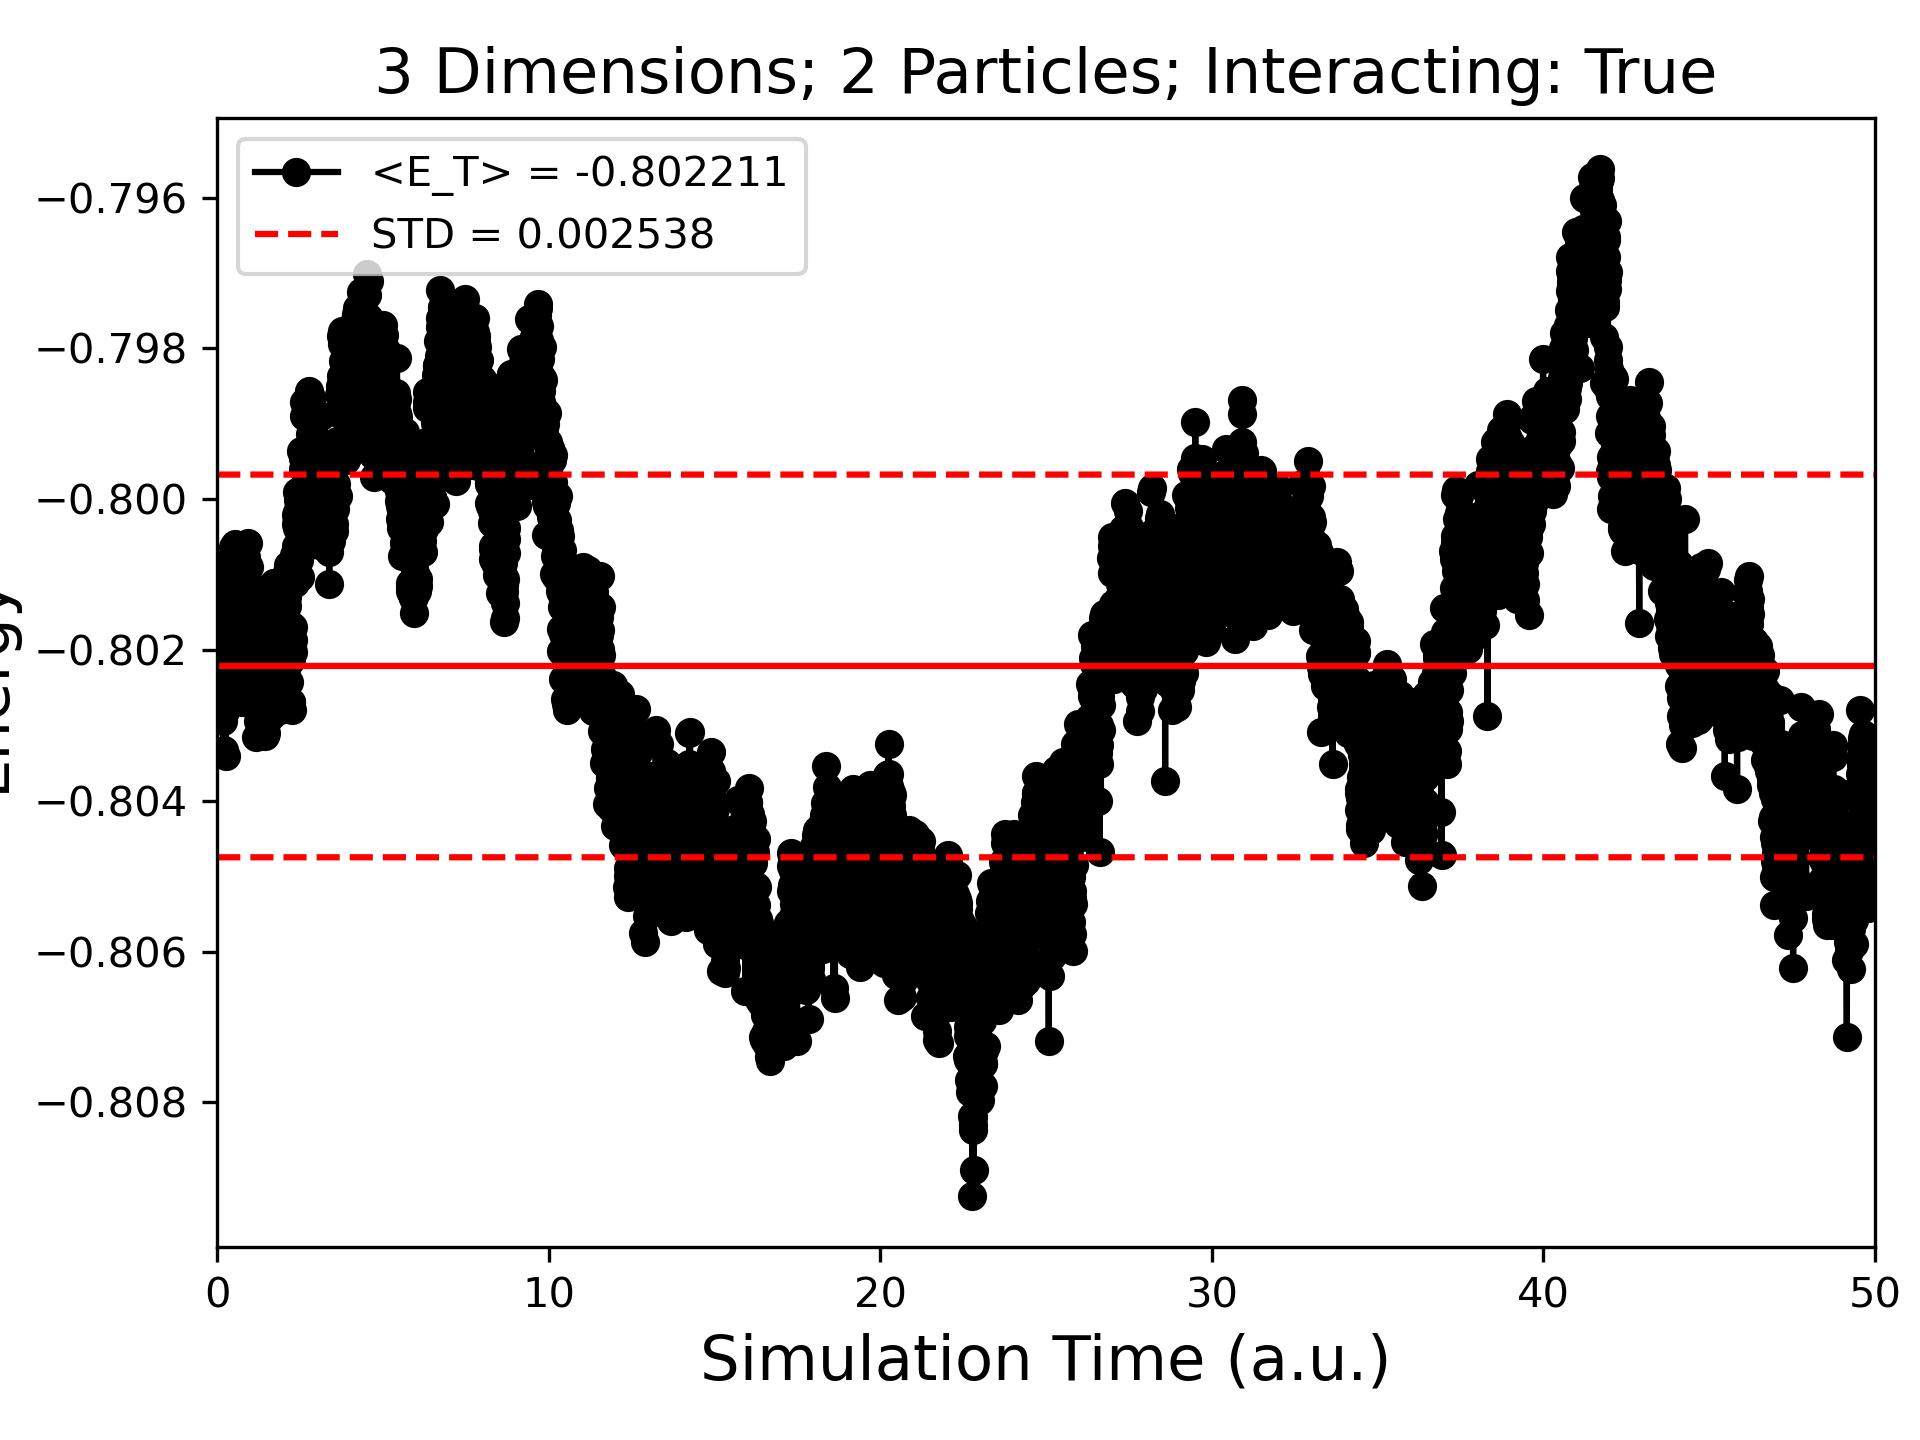 3 Dimensions; 2 Particles; Interacting: True
<E_T> = -0.802211
STD = 0.002538
−0.796
−0.798
−0.800
−0.802
−0.804
−0.806
−0.808
Energy
0 10 20 30 40 50
Simulation Time (a.u.)